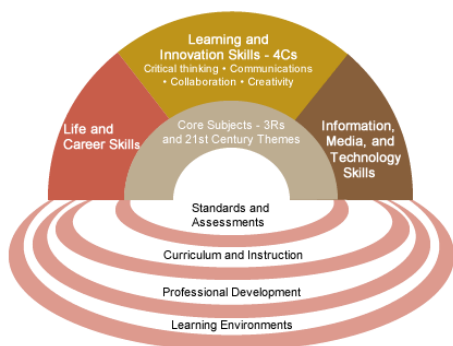 Learning and
Innovation Skills - 4Cs
Critical thinking • Communications
• Collaboration • Creativity
Life and
Career Skills
Core Subjects - 3Rs
and 21st Century Themes
Information,
Media, and
Technology
Skills
Standards and
Assessments
Curriculum and Instruction
Professional Development
Learning Environments